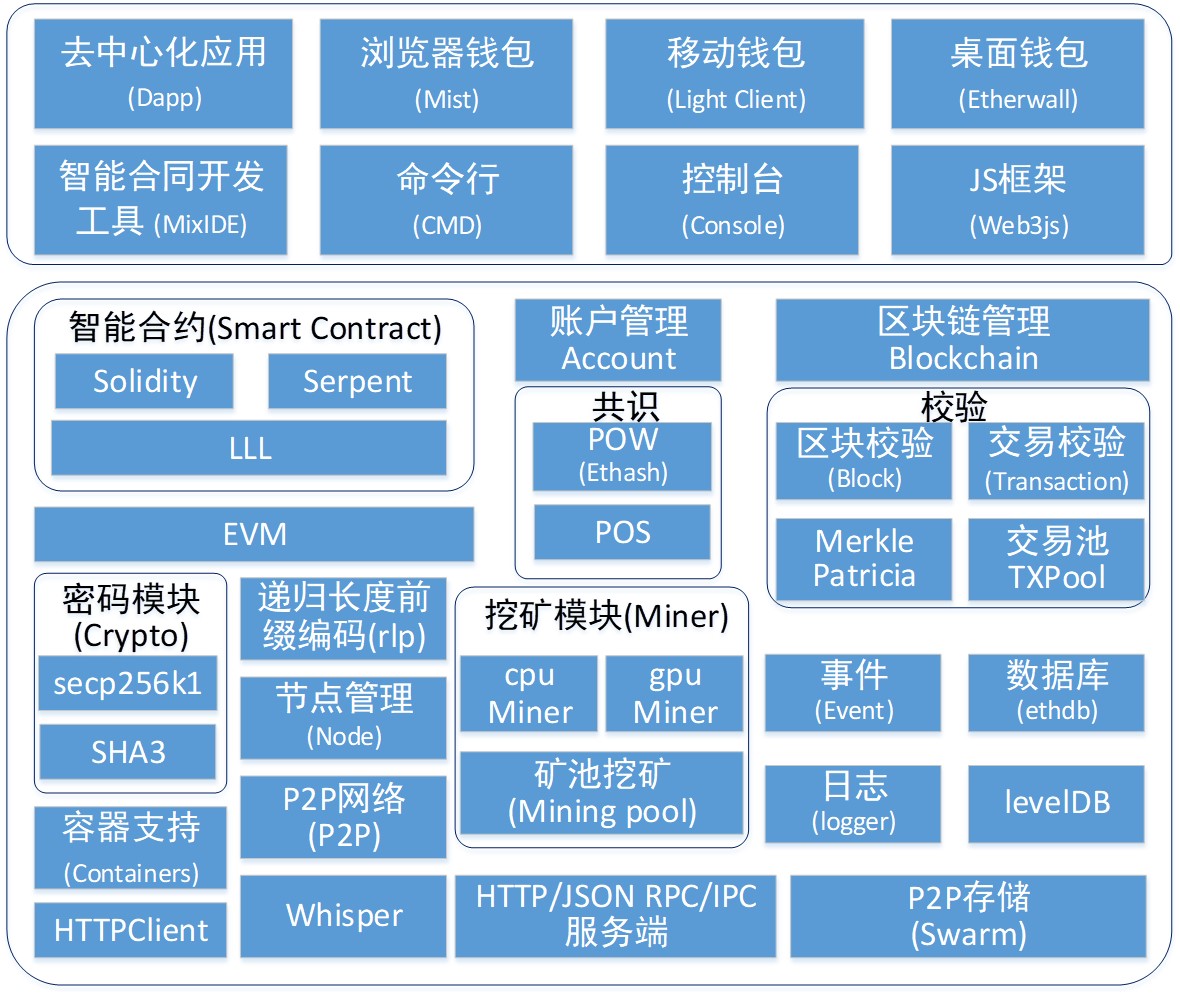 去中心化应用
(Dapp)
浏览器钱包
(Mist)
移动钱包
(Light Client)
桌面钱包
(Etherwall)
智能合同开发
工具 (MixIDE)
命令行
(CMD)
控制台
(Console)
JS框架
(Web3js)
智能合约(Smart Contract)
Solidity
Serpent
LLL
EVM
账户管理
Account
共识
POW
(Ethash)
POS
区块链管理
Blockchain
校验
区块校验
(Block)
交易校验
(Transaction)
Merkle
Patricia
交易池
TXPool
密码模块
(Crypto)
secp256k1
SHA3
容器支持
(Containers)
HTTPClient
递归长度前
缀编码(rlp)
节点管理
(Node)
P2P网络
(P2P)
Whisper
挖矿模块(Miner)
cpu
Miner
gpu
Miner
矿池挖矿
(Mining pool)
事件
(Event)
数据库
(ethdb)
日志
(logger)
levelDB
HTTP/JSON RPC/IPC
服务端
P2P存储
(Swarm)